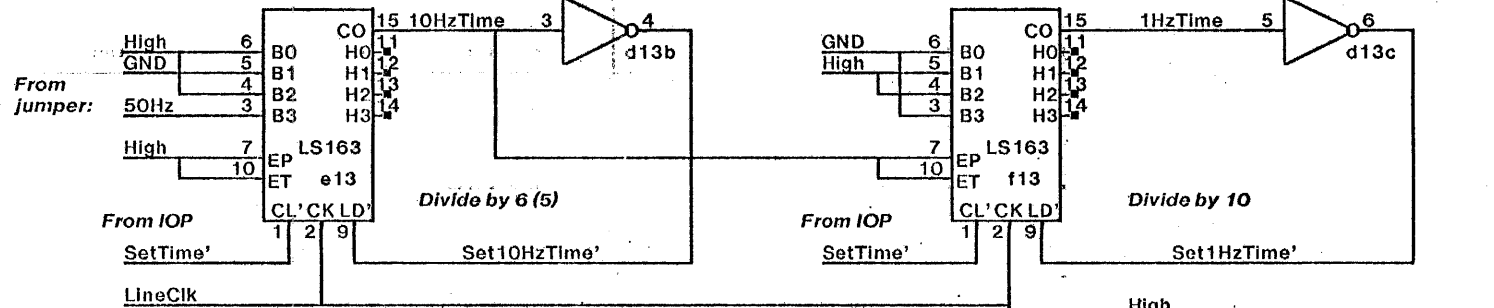 15 10HzTime 3 4
CO
d13b
High 6 B0 H0 11
GND 5 B1 H1 12
4 B2 H2 13
From
jumper:
50Hz 3 B3 H3 14
High 7 EP LS163
10 ET e13
Divide by 6 (5)
CL' CK LD'
From IOP
1 2 9
SetTime'
Set10HzTime'
LineClk
15 1HzTime 5 6
CO
d13c
GND 6 B0 H0 11
High 5 B1 H1 12
4 B2 H2 13
3 B3 H3 14
7 EP LS163
10 ET f13
Divide by 10
CL' CK LD'
From IOP
1 2 9
SetTime'
Set1HzTime'
High